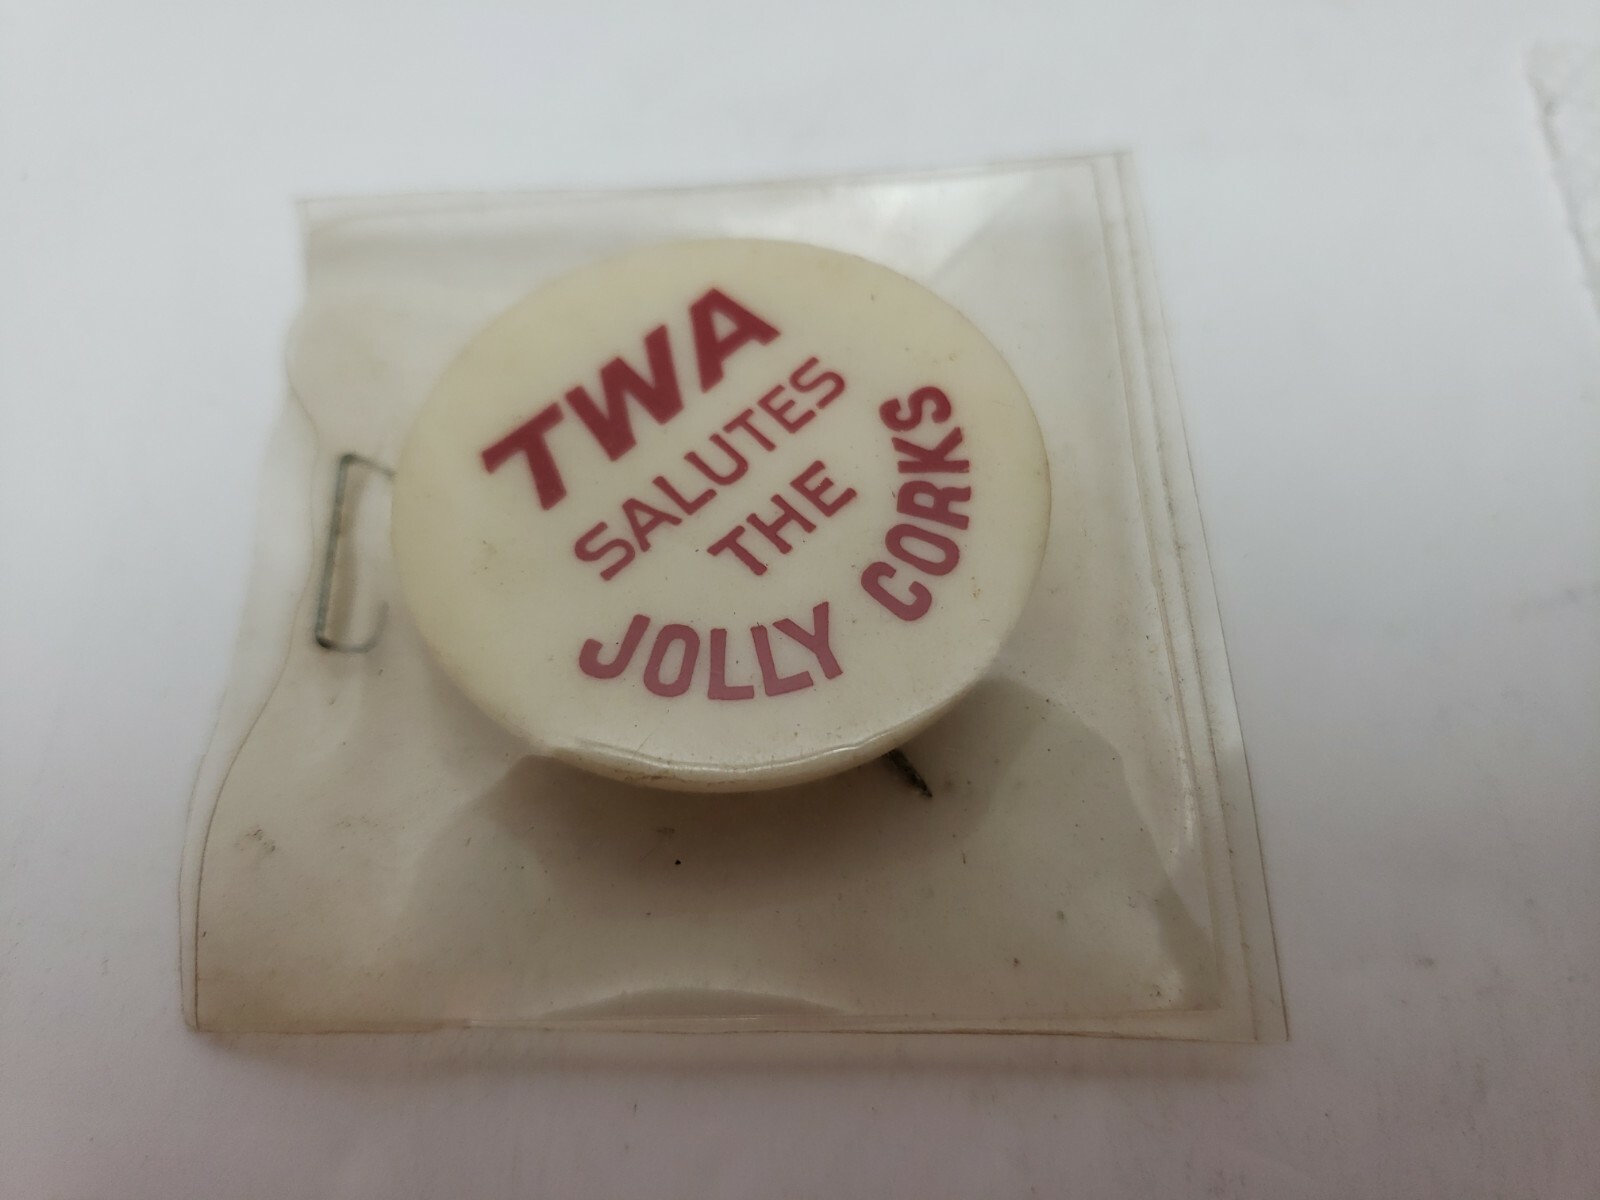 TWA
SALUTES
THE
JOLLY CORKS